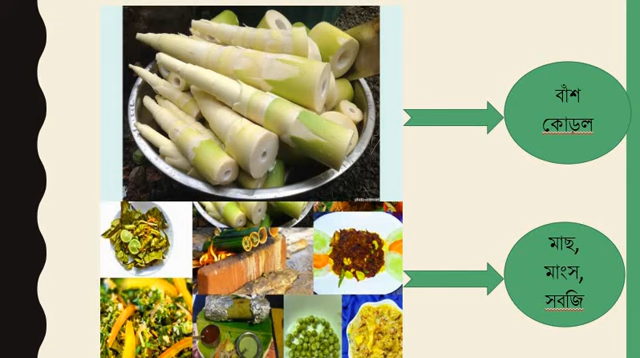 বাঁশ
কোড়ল
মাছ,
মাংস,
সবজি